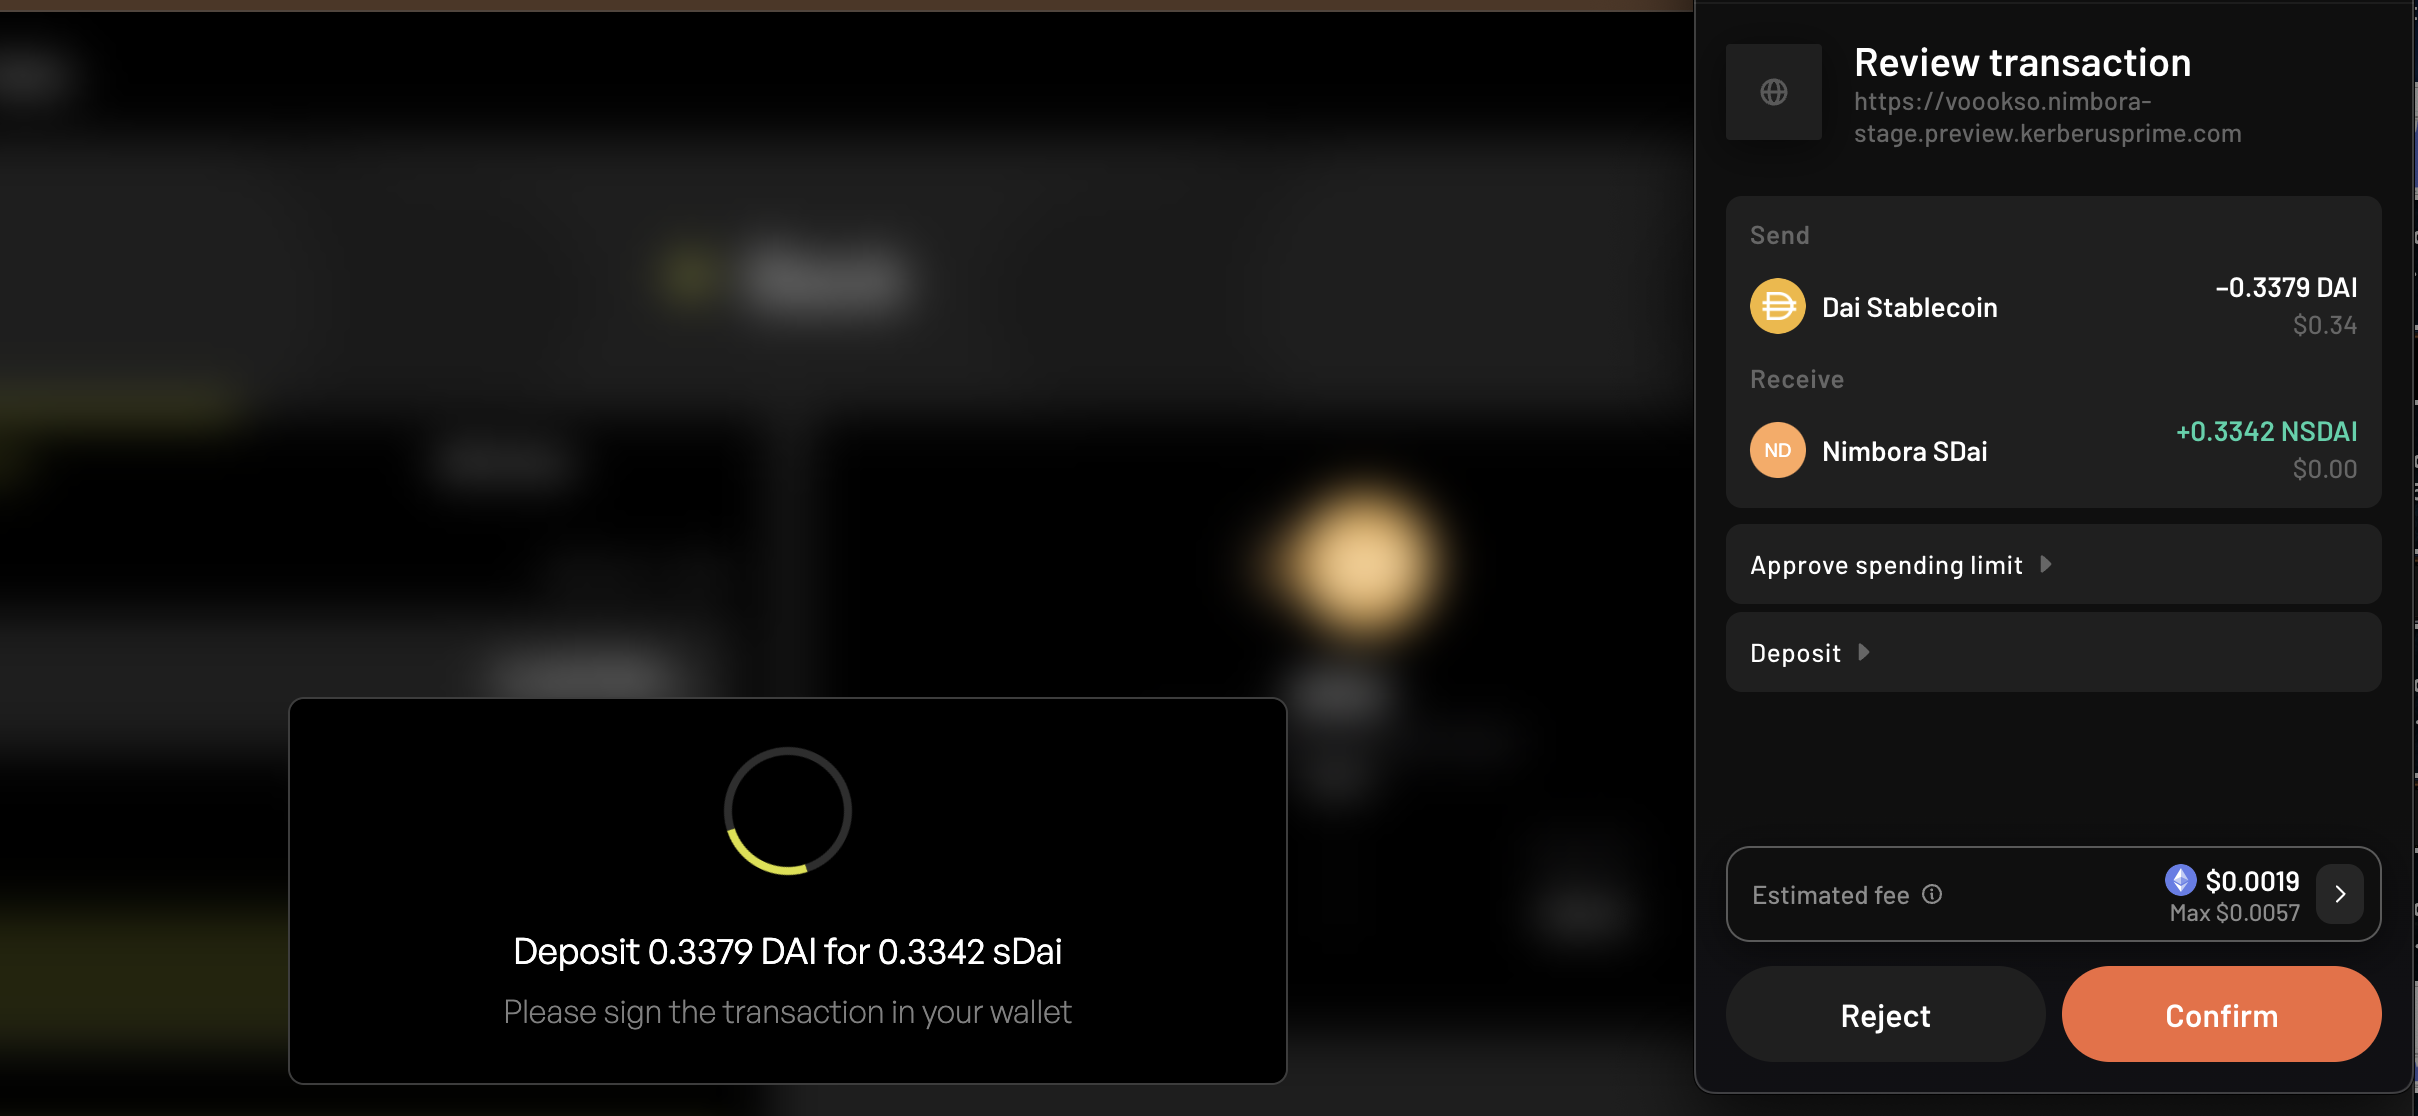 Review transaction
https://voookso.nimbora-
stage.preview.kerberusprime.com
Send
Dai Stablecoin
-0.3379 DAI
$0.34
Receive
ND
Nimbora SDai
+0.3342 NSDAI
$0.00
Approve spending limit
Deposit
Estimated fee
$0.0019
Max $0.0057
Reject
Confirm
Deposit 0.3379 DAI for 0.3342 sDai
Please sign the transaction in your wallet